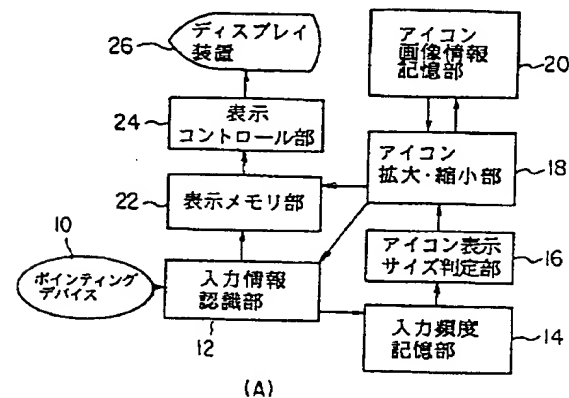 26
ディスプレイ
装置
アイコン
画像情報
記憶部
20
24
表示
コントロール部
アイコン
拡大・縮小部
18
22
表示メモリ部
10
アイコン表示
サイズ判定部
16
ポインティング
デバイス
入力情報
認識部
12
入力頻度
記憶部
14
(A)